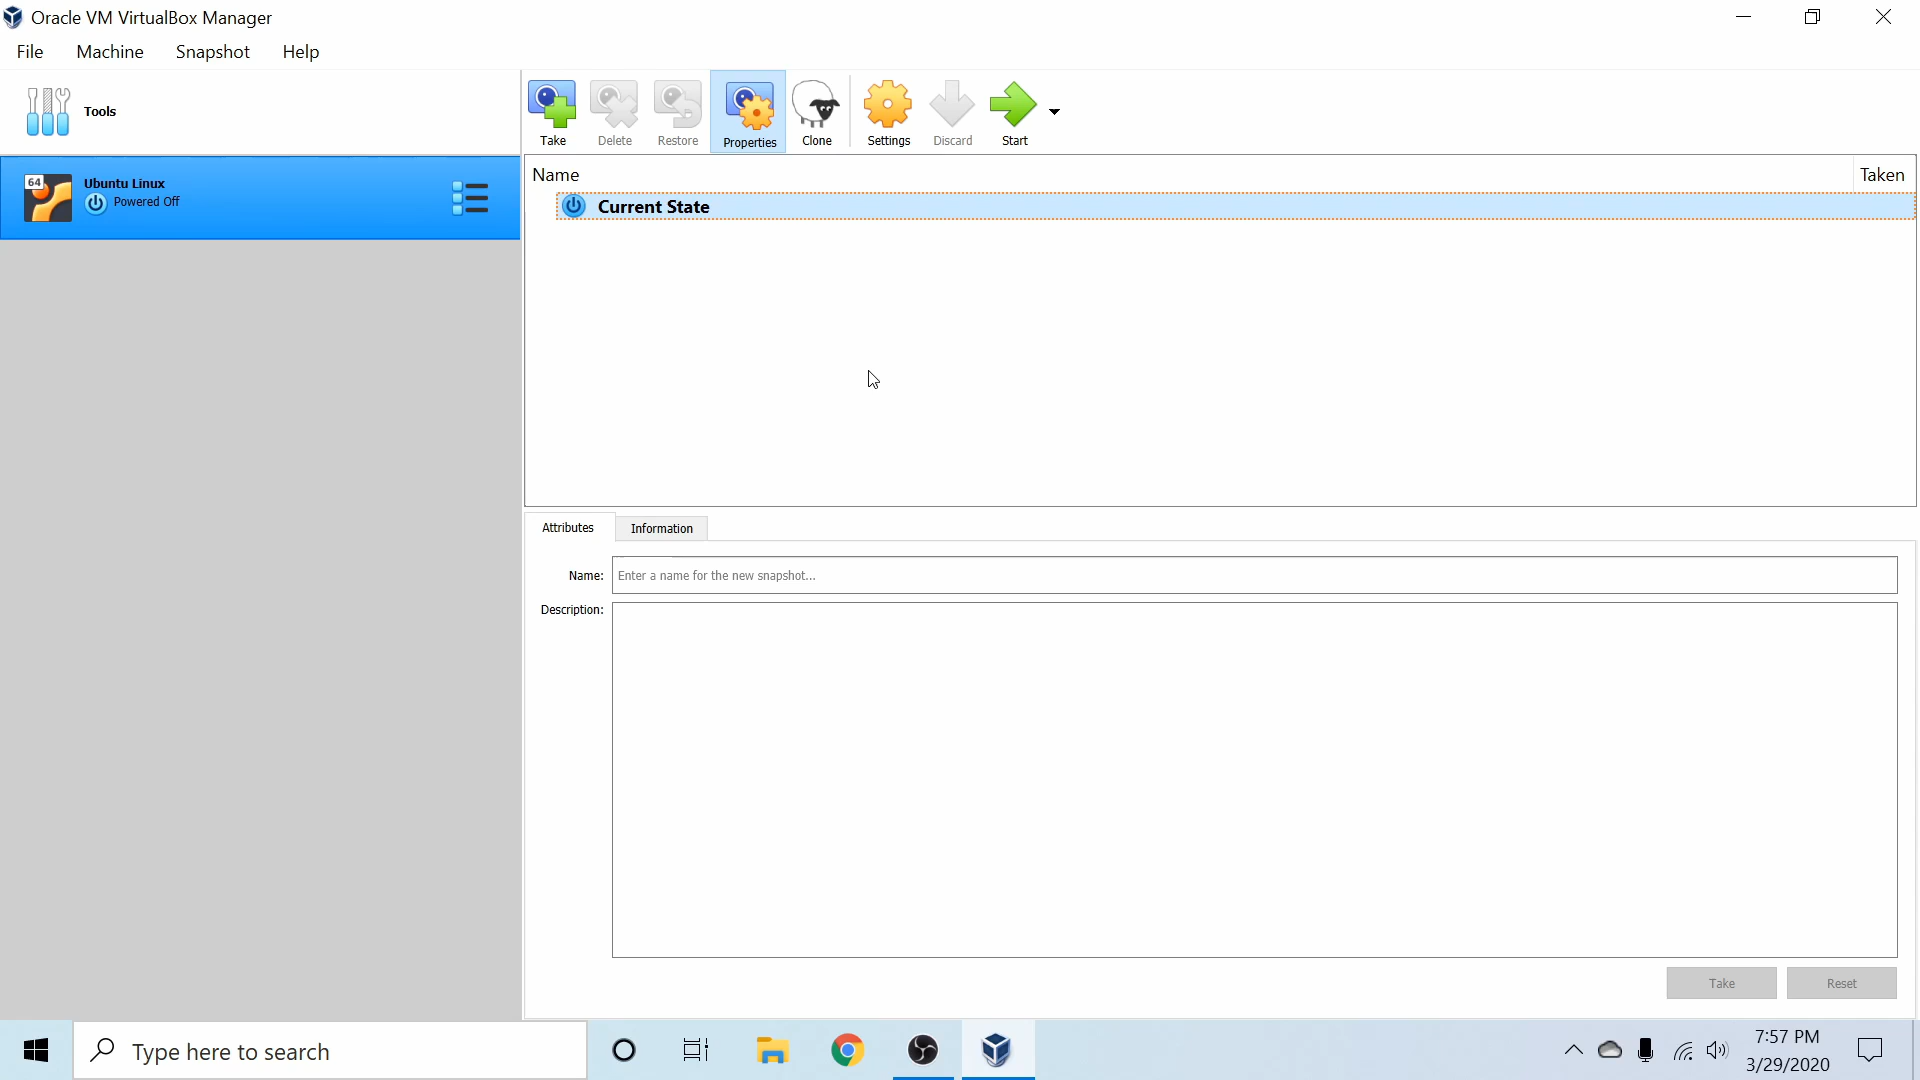 Oracle VM VirtualBox Manager
File Machine Snapshot Help
Tools
64
Ubuntu Linux
Powered Off
Take Delete Restore Properties Clone Settings Discard Start
Name Taken
Current State
Attributes Information
Name: Enter a name for the new snapshot...
Description:
Take Reset
Type here to search
7:57 PM
3/29/2020